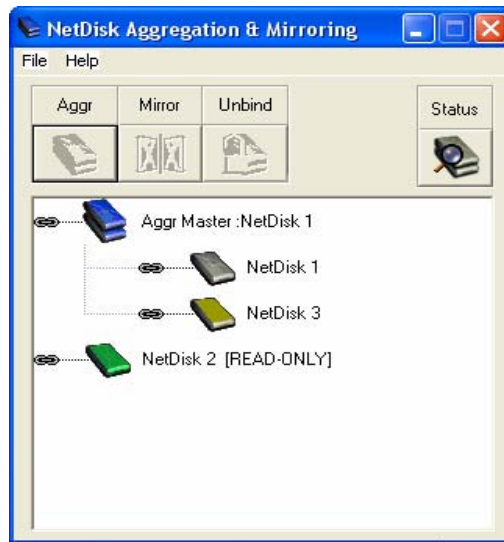 NetDisk Aggregation & Mirroring
File Help
Aggr Mirror Unbind Status
Aggr Master :NetDisk 1
NetDisk 1
NetDisk 3
NetDisk 2 [READ-ONLY]